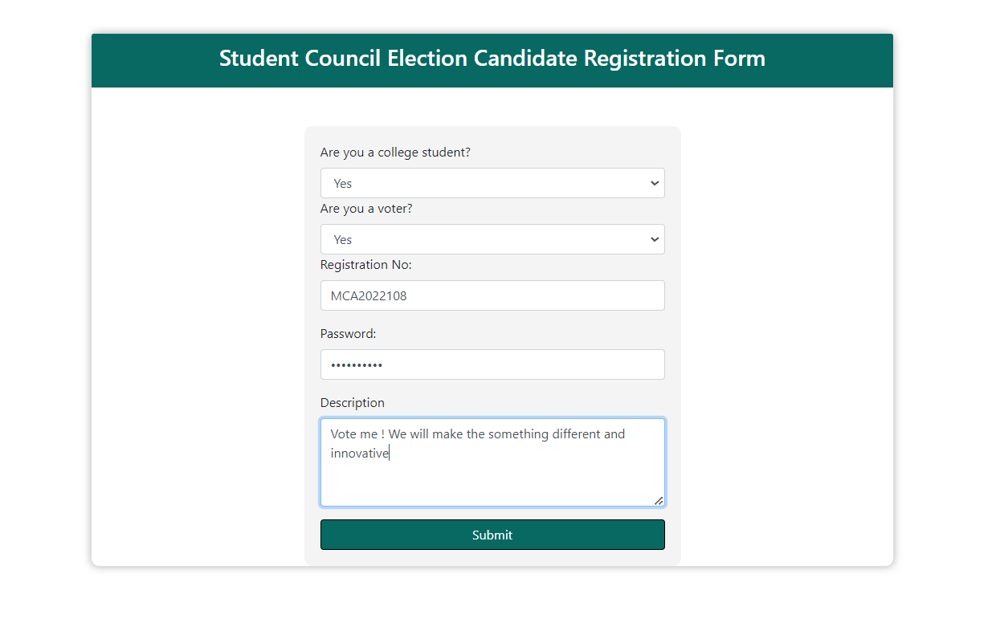 Student Council Election Candidate Registration Form
Are you a college student?
Yes
Are you a voter?
Yes
Registration No:
MCA2022108
Password:
••••••••••
Description
Vote me ! We will make the something different and
innovative
Submit